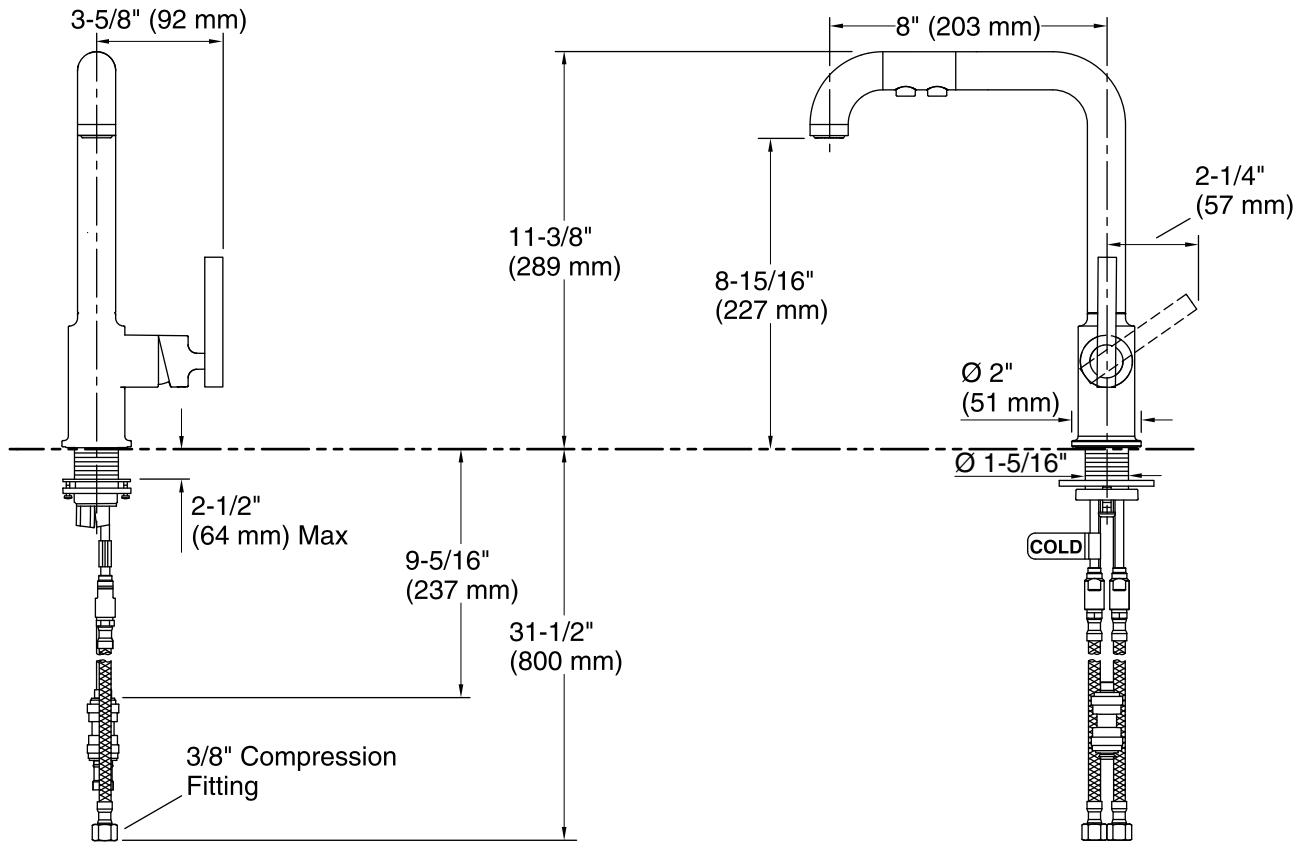 3-5/8" (92 mm)
8" (203 mm)
2-1/4"
(57 mm)
11-3/8"
(289 mm)
8-15/16"
(227 mm)
Ø 2"
(51 mm)
Ø 1-5/16"
2-1/2"
(64 mm) Max
COLD
9-5/16"
(237 mm)
31-1/2"
(800 mm)
3/8" Compression
Fitting